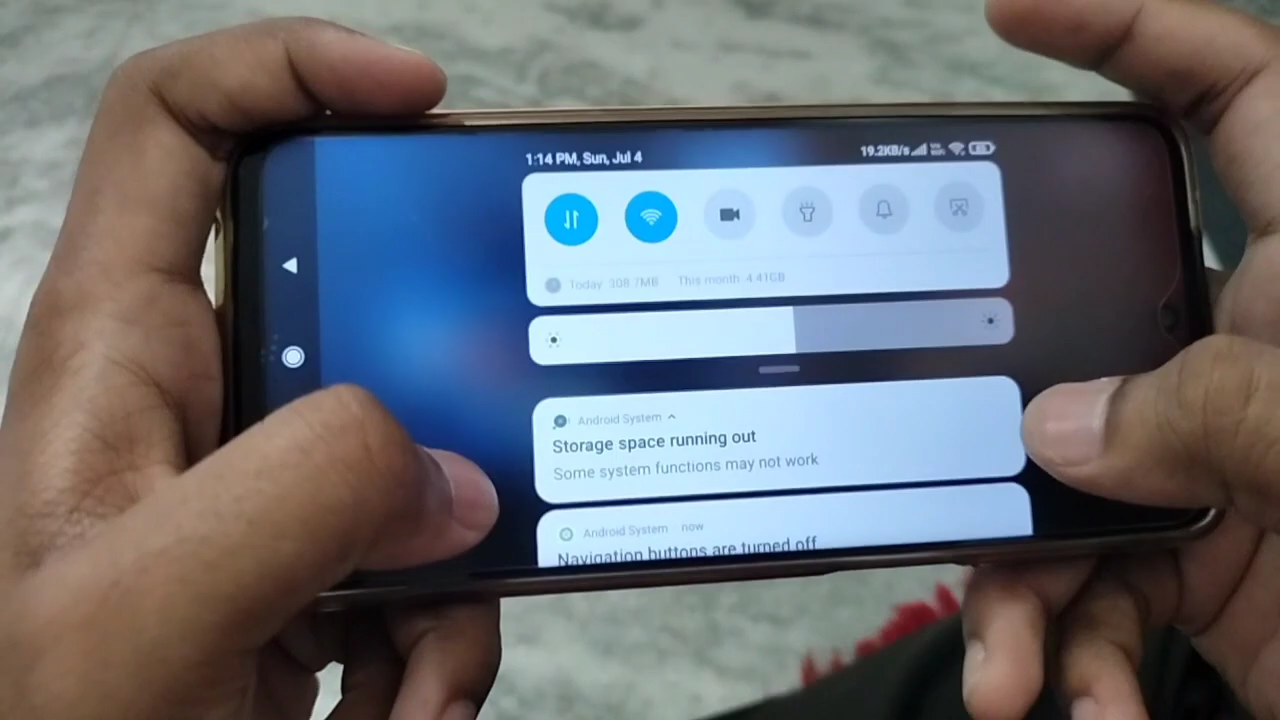 1:14 PM, Sun, Jul 4
19.2KB/s
Today 308.7MB This month 4.41GB
Android System
Storage space running out
Some system functions may not work
Android System now
Navigation buttons are turned off